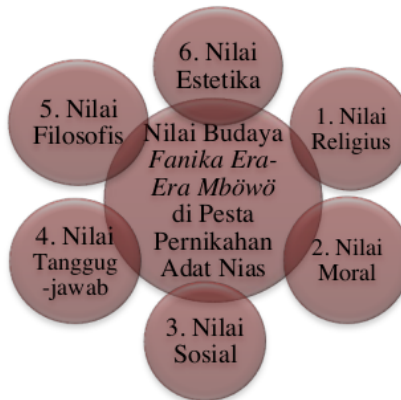 6. Nilai
Estetika
1. Nilai
Religius
2. Nilai
Moral
3. Nilai
Sosial
4. Nilai
Tanggug
-jawab
5. Nilai
Filosofis
Nilai Budaya
Fanika Era-
Era Mböwö
di Pesta
Pernikahan
Adat Nias